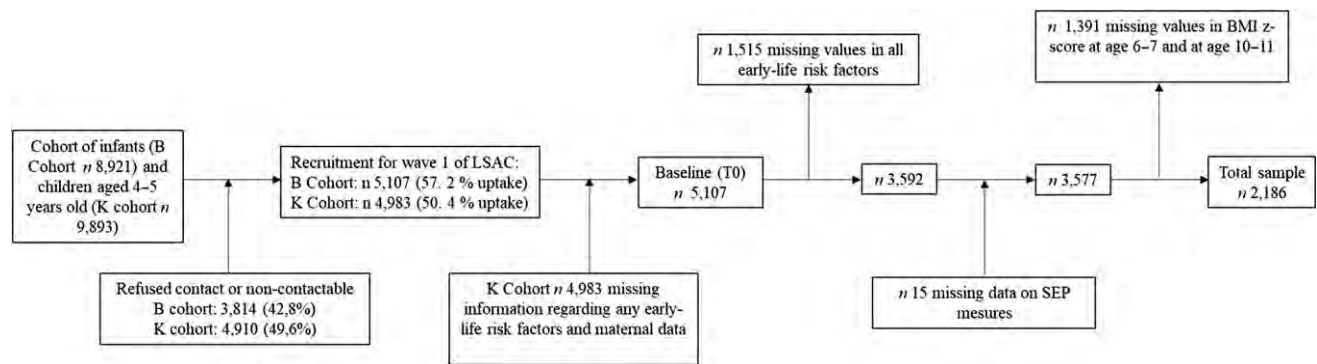 Cohort of infants (B
Cohort n 8,921) and
children aged 4–5
years old (K cohort n
9,893)
Refused contact or non-contactable
B cohort: 3,814 (42,8%)
K cohort: 4,910 (49,6%)
Recruitment for wave 1 of LSAC:
B Cohort: n 5,107 (57. 2 % uptake)
K Cohort: n 4,983 (50. 4 % uptake)
K Cohort n 4,983 missing
information regarding any early-
life risk factors and maternal data
Baseline (T0)
n 5,107
n 1,515 missing values in all
early-life risk factors
n 3,592
n 15 missing data on SEP
mesures
n 3,577
n 1,391 missing values in BMI z-
score at age 6–7 and at age 10–11
Total sample
n 2,186